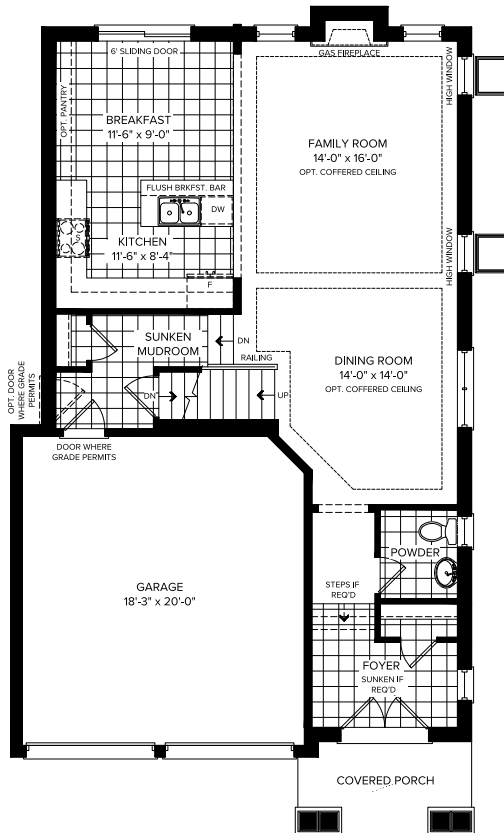 6' SLIDING DOOR
GAS FIREPLACE
HIGH WINDOW
OPT. PANTRY
BREAKFAST
11'-6" x 9'-0"
FAMILY ROOM
14'-0" x 16'-0"
OPT. COFFERED CEILING
FLUSH BRKFST. BAR
DW
S
KITCHEN
11'-6" x 8'-4"
F
HIGH WINDOW
SUNKEN
MUDROOM
DN
RAILING
DINING ROOM
14'-0" x 14'-0"
OPT. COFFERED CEILING
OPT. DOOR
WHERE GRADE
PERMITS
DN
UP
DOOR WHERE
GRADE PERMITS
POWDER
GARAGE
18'-3" x 20'-0"
STEPS IF
REQ'D
FOYER
SUNKEN IF
REQ'D
COVERED PORCH